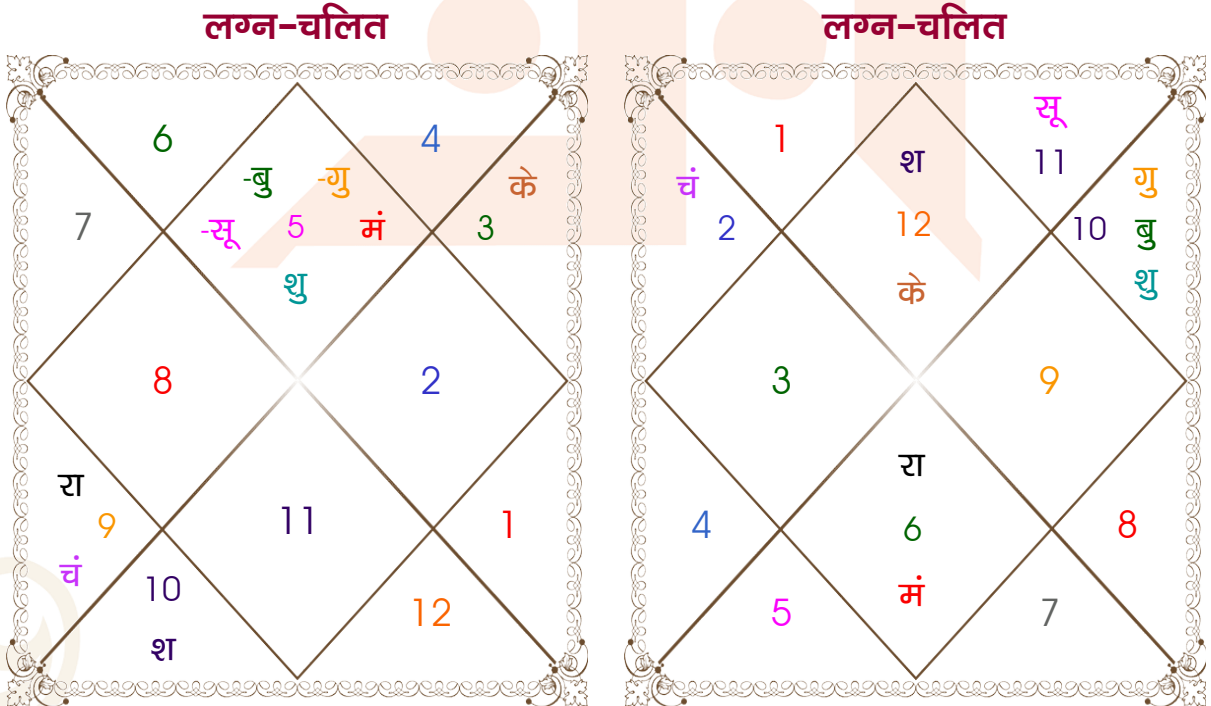 लग्न-चलित
6
4
-बु -गु
के
7
-सू 5 मं
3
शु
8
2
रा
9
11
1
चं
10
12
श
लग्न-चलित
सू
1
श
11
चं
गु
2
12
10 बु
के
शु
3
9
रा
4
6
8
मं
5
7